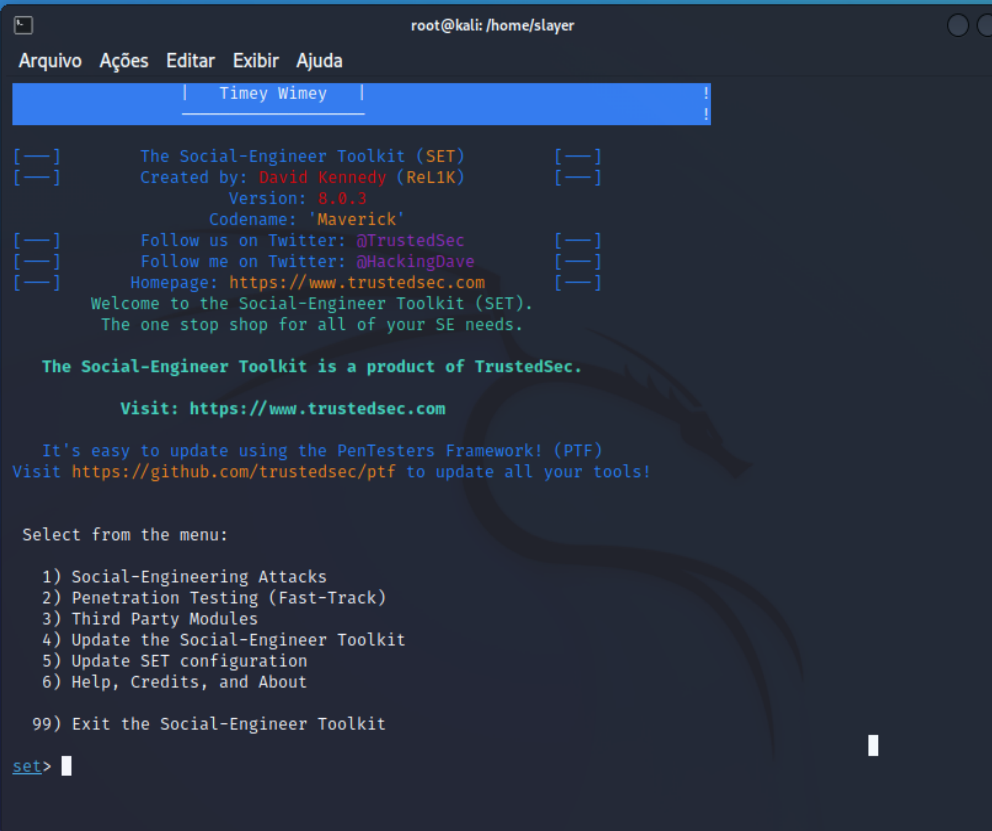 root@kali: /home/slayer
Arquivo Ações Editar Exibir Ajuda
| Timey Wimey | !
!
[---] The Social-Engineer Toolkit (SET) [---]
[---] Created by: David Kennedy (ReL1K) [---]
Version: 8.0.3
Codename: 'Maverick'
[---] Follow us on Twitter: @TrustedSec [---]
[---] Follow me on Twitter: @HackingDave [---]
[---] Homepage: https://www.trustedsec.com [---]
Welcome to the Social-Engineer Toolkit (SET).
The one stop shop for all of your SE needs.
The Social-Engineer Toolkit is a product of TrustedSec.
Visit: https://www.trustedsec.com
It's easy to update using the PenTesters Framework! (PTF)
Visit https://github.com/trustedsec/ptf to update all your tools!
Select from the menu:
1) Social-Engineering Attacks
2) Penetration Testing (Fast-Track)
3) Third Party Modules
4) Update the Social-Engineer Toolkit
5) Update SET configuration
6) Help, Credits, and About
99) Exit the Social-Engineer Toolkit
set>